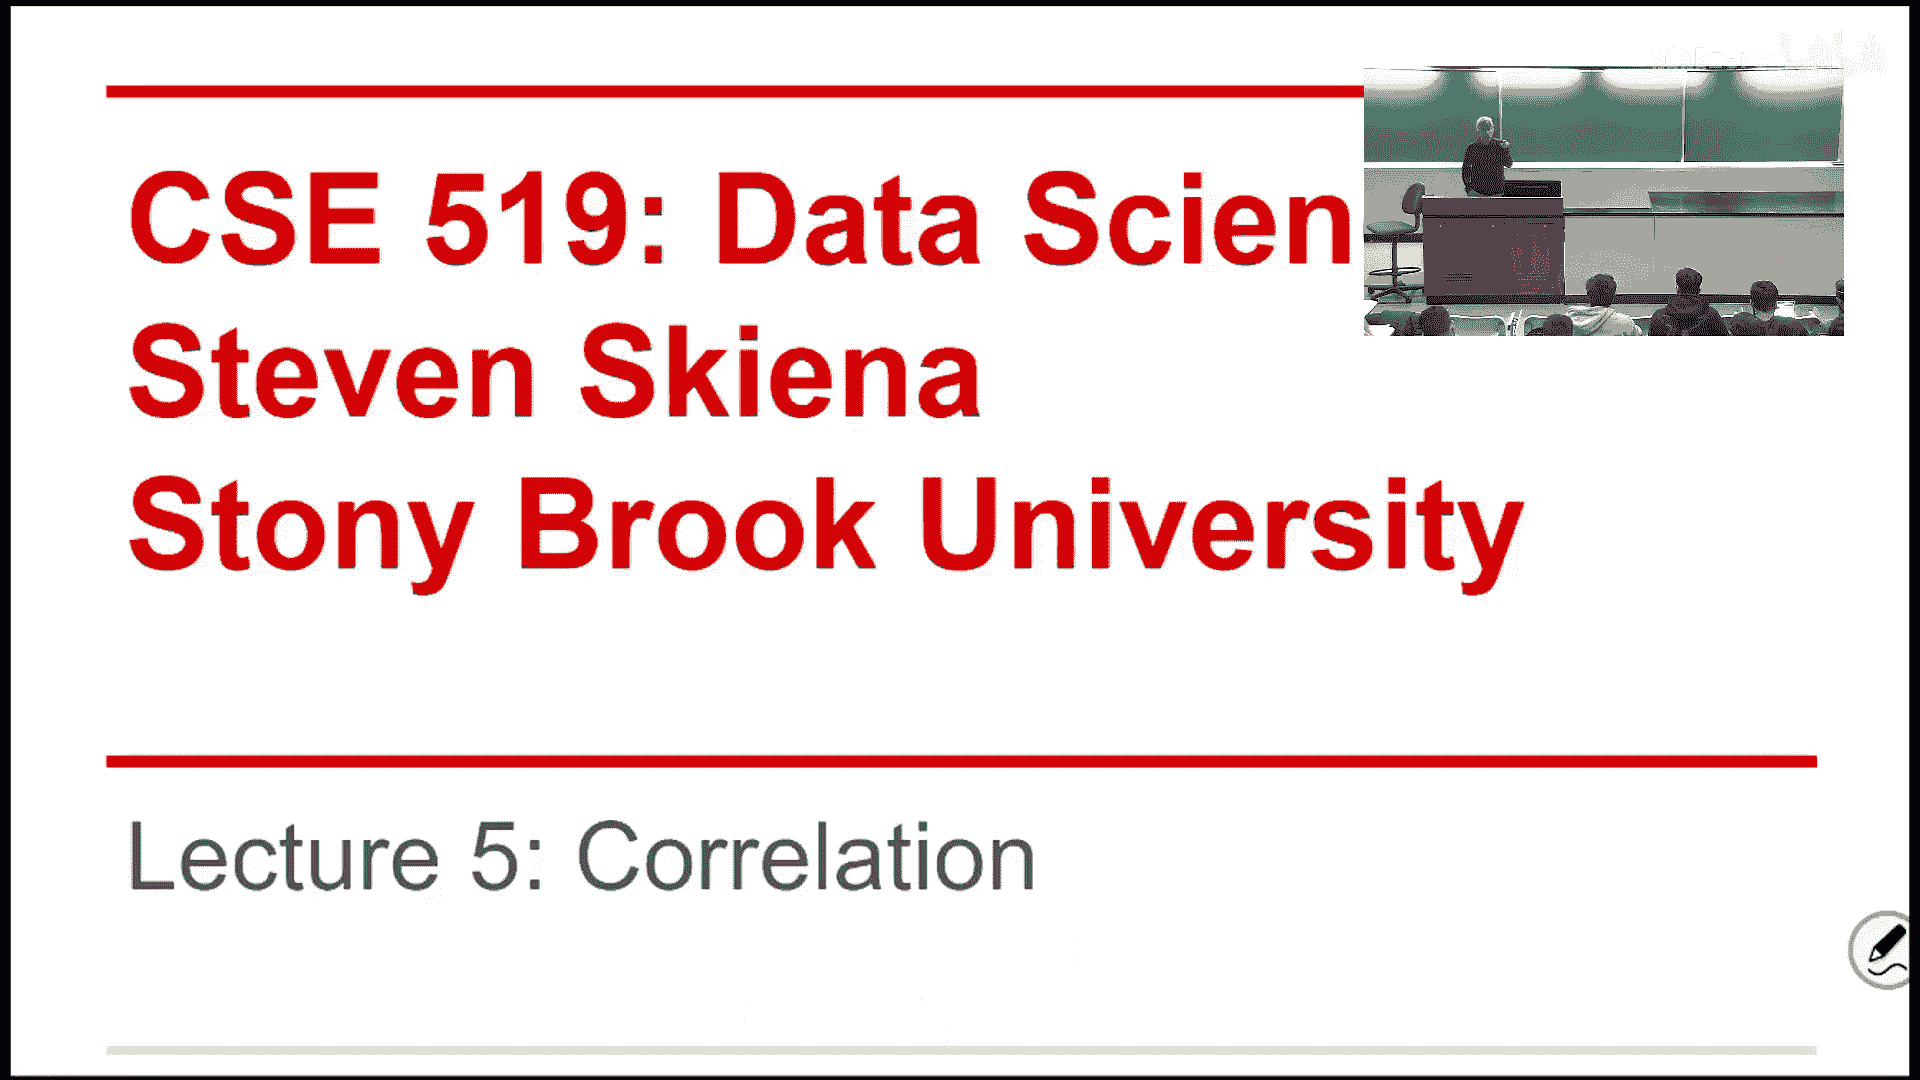 CSE 519: Data Scien
Steven Skiena
Stony Brook University
Lecture 5: Correlation